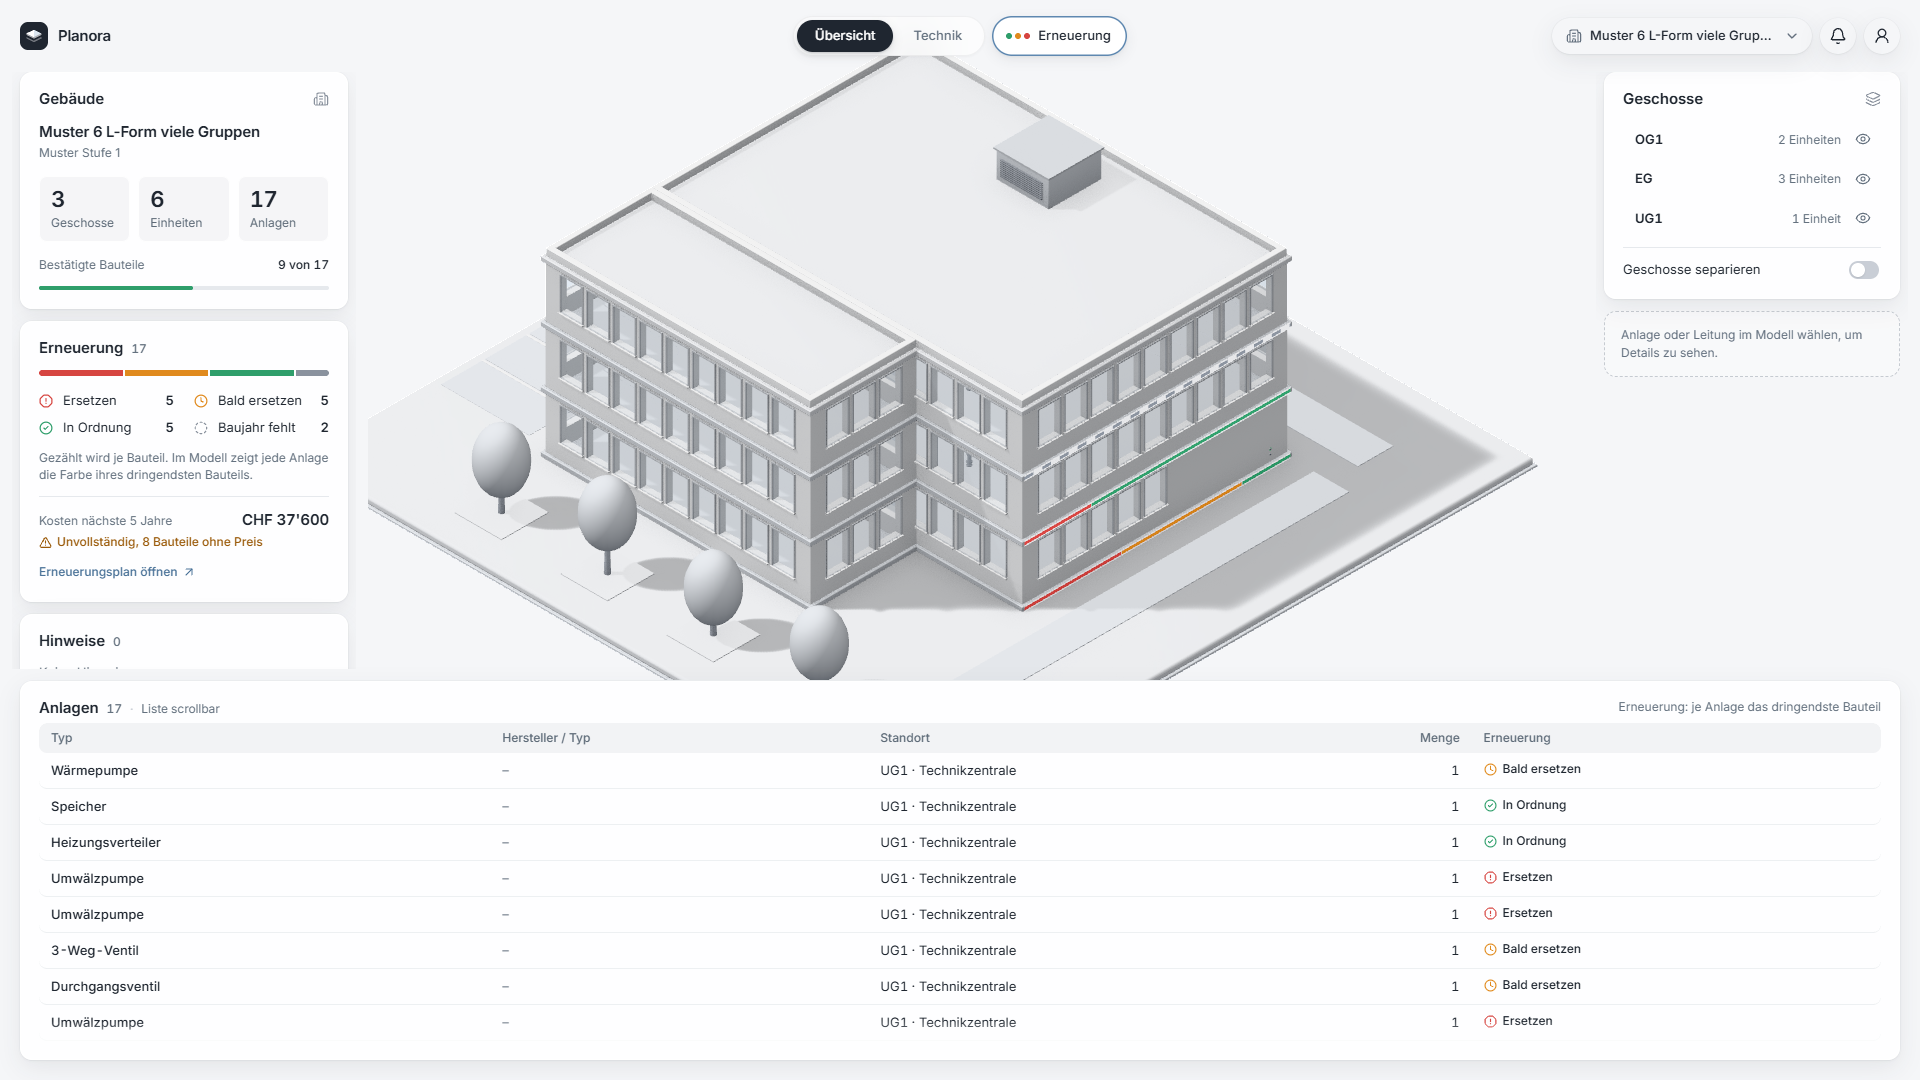 Planora
Übersicht
Technik
Erneuerung
Muster 6 L-Form viele Grup...
Gebäude
Muster 6 L-Form viele Gruppen
Muster Stufe 1
3
Geschosse
6
Einheiten
17
Anlagen
Bestätigte Bauteile 9 von 17
Erneuerung 17
Ersetzen 5
Bald ersetzen 5
In Ordnung 5
Baujahr fehlt 2
Gezählt wird je Bauteil. Im Modell zeigt jede Anlage
die Farbe ihres dringendsten Bauteils.
Kosten nächste 5 Jahre CHF 37'600
Unvollständig, 8 Bauteile ohne Preis
Erneuerungsplan öffnen
Hinweise 0
Geschosse
OG1 2 Einheiten
EG 3 Einheiten
UG1 1 Einheit
Geschosse separieren
Anlage oder Leitung im Modell wählen, um
Details zu sehen.
Anlagen 17 · Liste scrollbar
Erneuerung: je Anlage das dringendste Bauteil
Typ Hersteller / Typ Standort Menge Erneuerung
Wärmepumpe – UG1 · Technikzentrale 1 Bald ersetzen
Speicher – UG1 · Technikzentrale 1 In Ordnung
Heizungsverteiler – UG1 · Technikzentrale 1 In Ordnung
Umwälzpumpe – UG1 · Technikzentrale 1 Ersetzen
Umwälzpumpe – UG1 · Technikzentrale 1 Ersetzen
3-Weg-Ventil – UG1 · Technikzentrale 1 Bald ersetzen
Durchgangsventil – UG1 · Technikzentrale 1 Bald ersetzen
Umwälzpumpe – UG1 · Technikzentrale 1 Ersetzen